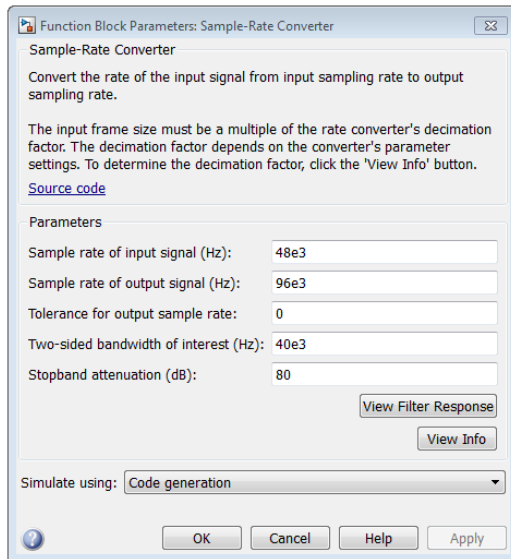 Function Block Parameters: Sample-Rate Converter
Sample-Rate Converter
Convert the rate of the input signal from input sampling rate to output
sampling rate.
The input frame size must be a multiple of the rate converter's decimation
factor. The decimation factor depends on the converter's parameter
settings. To determine the decimation factor, click the 'View Info' button.
Source code
Parameters
Sample rate of input signal (Hz): 48e3
Sample rate of output signal (Hz): 96e3
Tolerance for output sample rate: 0
Two-sided bandwidth of interest (Hz): 40e3
Stopband attenuation (dB): 80
View Filter Response
View Info
Simulate using: Code generation
OK Cancel Help Apply